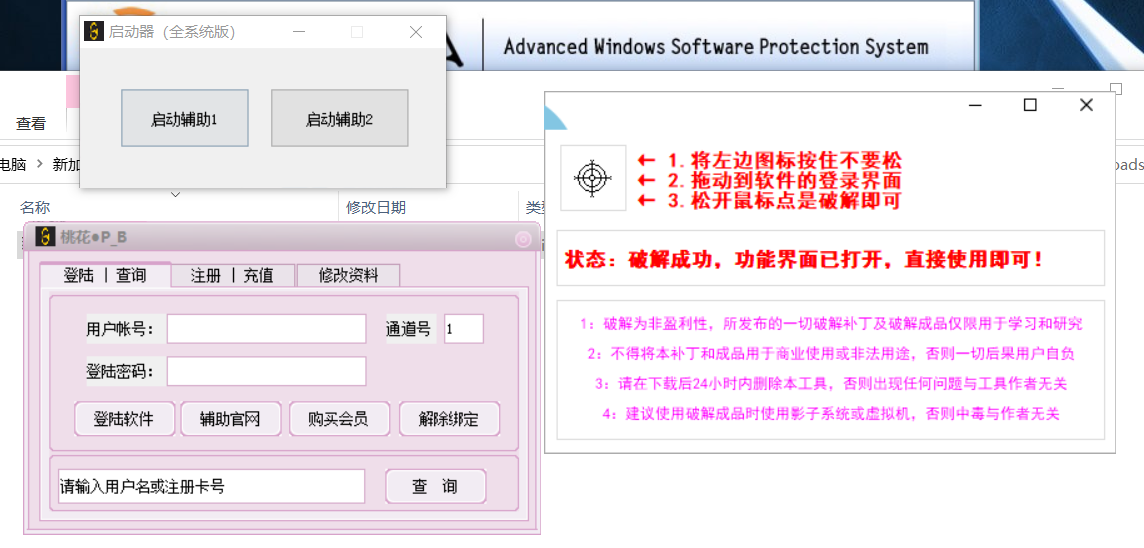 启动器（全系统版）
A
Advanced Windows Software Protection System
启动辅助1
启动辅助2
查看
电脑 > 新加
oads
名称
修改日期
← 1.将左边图标按住不要松
← 2.拖动到软件的登录界面
← 3.松开鼠标点是破解即可
状态：破解成功，功能界面已打开，直接使用即可！
1：破解为非盈利性，所发布的一切破解补丁及破解成品仅限用于学习和研究
2：不得将本补丁和成品用于商业使用或非法用途，否则一切后果用户自负
3：请在下载后24小时内删除本工具，否则出现任何问题与工具作者无关
4：建议使用破解成品时使用影子系统或虚拟机，否则中毒与作者无关
桃花●P_B
登陆 | 查询
注册 | 充值
修改资料
用户帐号：
通道号
1
登陆密码：
登陆软件
辅助官网
购买会员
解除绑定
请输入用户名或注册卡号
查 询